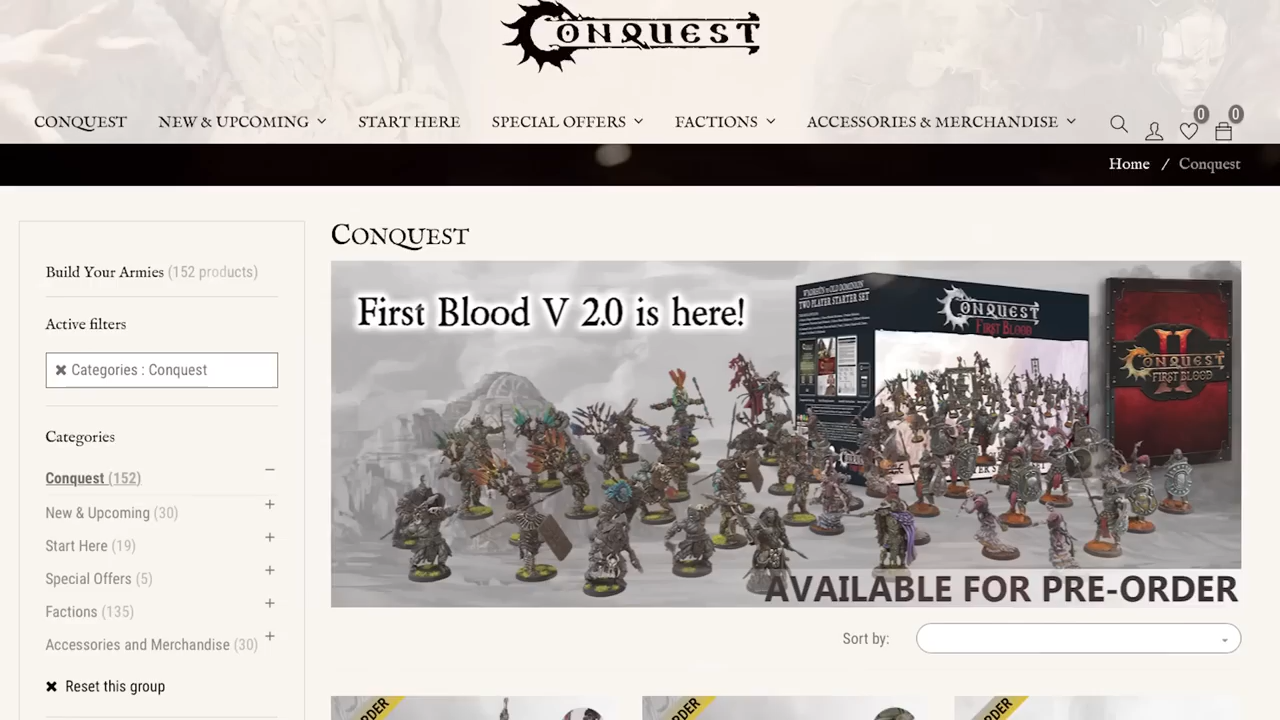 CONQUEST
CONQUEST
NEW & UPCOMING
START HERE
SPECIAL OFFERS
FACTIONS
ACCESSORIES & MERCHANDISE
0
0
Home / Conquest
Build Your Armies (152 products)
Active filters
Categories : Conquest
Categories
Conquest (152)
New & Upcoming (30)
Start Here (19)
Special Offers (5)
Factions (135)
Accessories and Merchandise (30)
Reset this group
CONQUEST
First Blood V 2.0 is here!
TWO PLAYER STARTER SET
CONQUEST
FIRST BLOOD
II
CONQUEST
FIRST BLOOD
AVAILABLE FOR PRE-ORDER
Sort by: